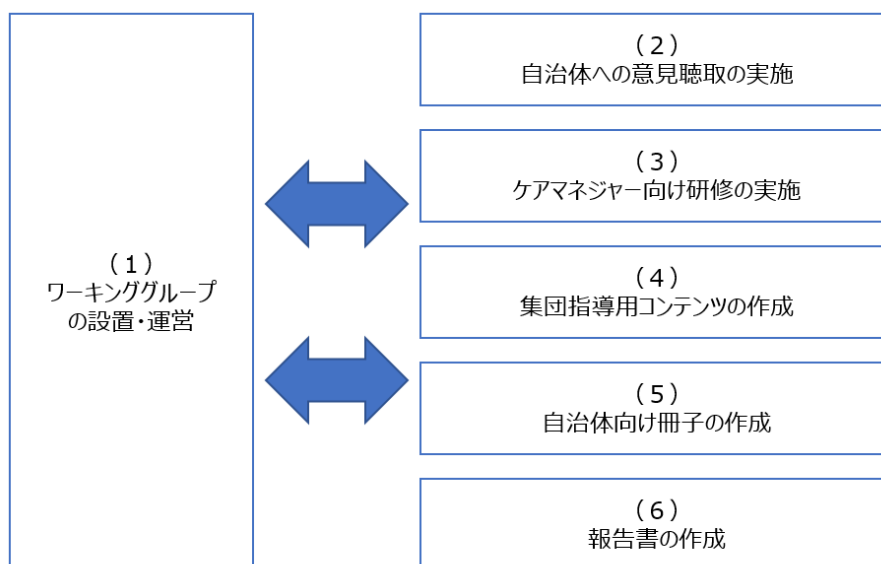 （１）
ワーキンググループ
の設置・運営
（２）
自治体への意見聴取の実施
（３）
ケアマネジャー向け研修の実施
（４）
集団指導用コンテンツの作成
（５）
自治体向け冊子の作成
（６）
報告書の作成